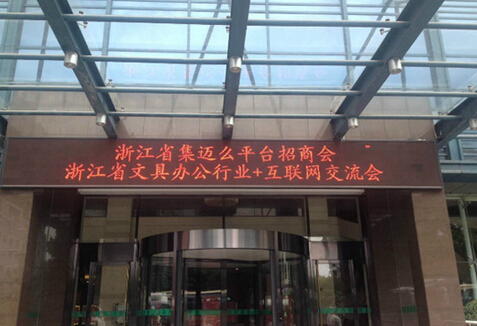 浙江省集迈么平台招商会
浙江省文具办公行业+互联网交流会